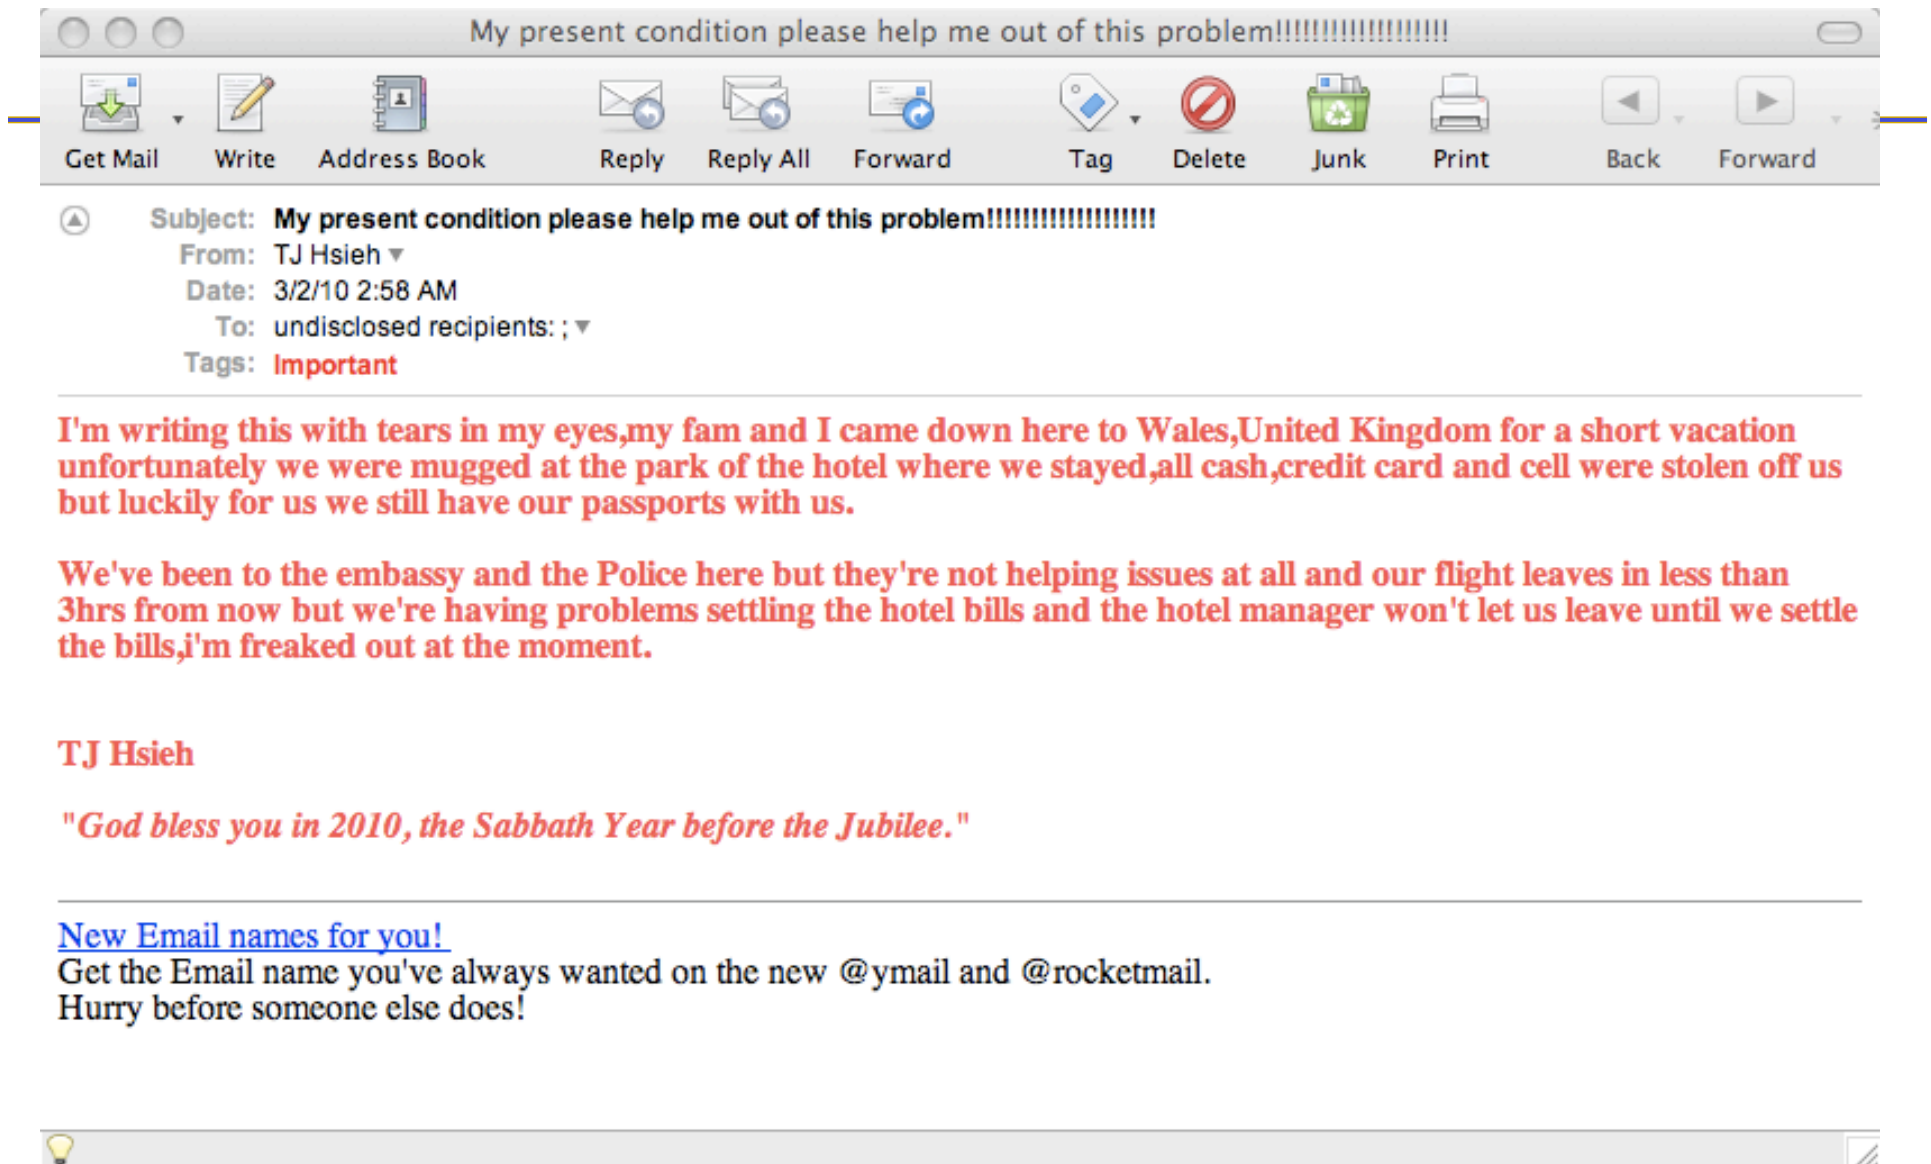 My present condition please help me out of this problem!!!!!!!!!!!!!!!!!!!
Get Mail Write Address Book Reply Reply All Forward Tag Delete Junk Print Back Forward
Subject: My present condition please help me out of this problem!!!!!!!!!!!!!!!!!!!
From: TJ Hsieh
Date: 3/2/10 2:58 AM
To: undisclosed recipients: ;
Tags: Important
I'm writing this with tears in my eyes,my fam and I came down here to Wales,United Kingdom for a short vacation
unfortunately we were mugged at the park of the hotel where we stayed,all cash,credit card and cell were stolen off us
but luckily for us we still have our passports with us.
We've been to the embassy and the Police here but they're not helping issues at all and our flight leaves in less than
3hrs from now but we're having problems settling the hotel bills and the hotel manager won't let us leave until we settle
the bills,i'm freaked out at the moment.
TJ Hsieh
"God bless you in 2010, the Sabbath Year before the Jubilee."
New Email names for you!
Get the Email name you've always wanted on the new @ymail and @rocketmail.
Hurry before someone else does!